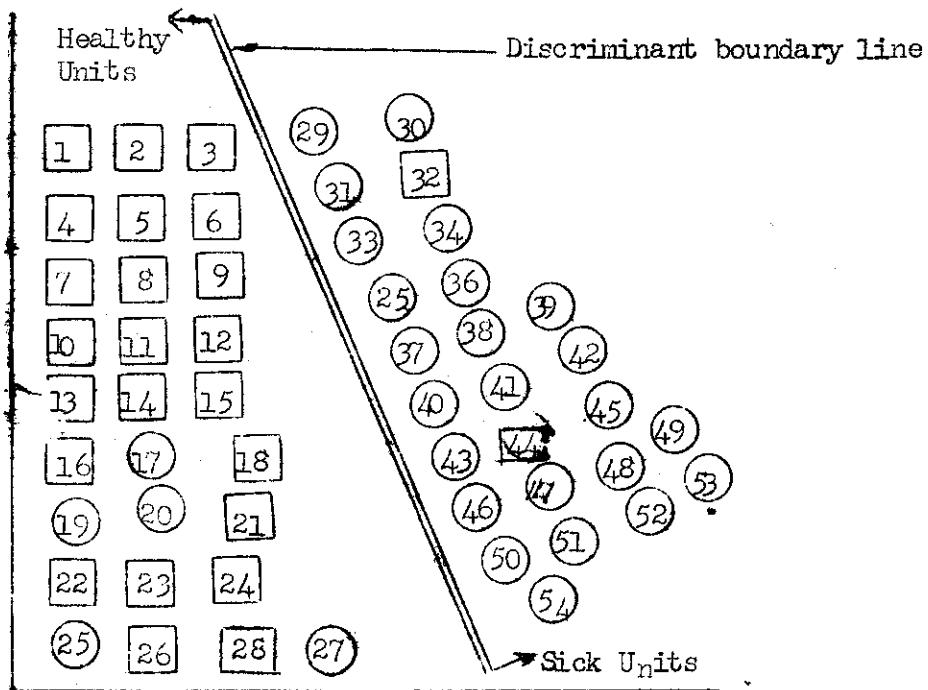 Healthy
Units
Discriminant boundary line
29 30
1 2 3
31 32
4 5 6
33 34
7 8 9
25 36 39
10 11 12
37 38 42
13 14 15
40 41 45 49
16 17 18
43 44 48 53
19 20 21
46 47 52
50 51
22 23 24
54
25 26 28 27
Sick Units